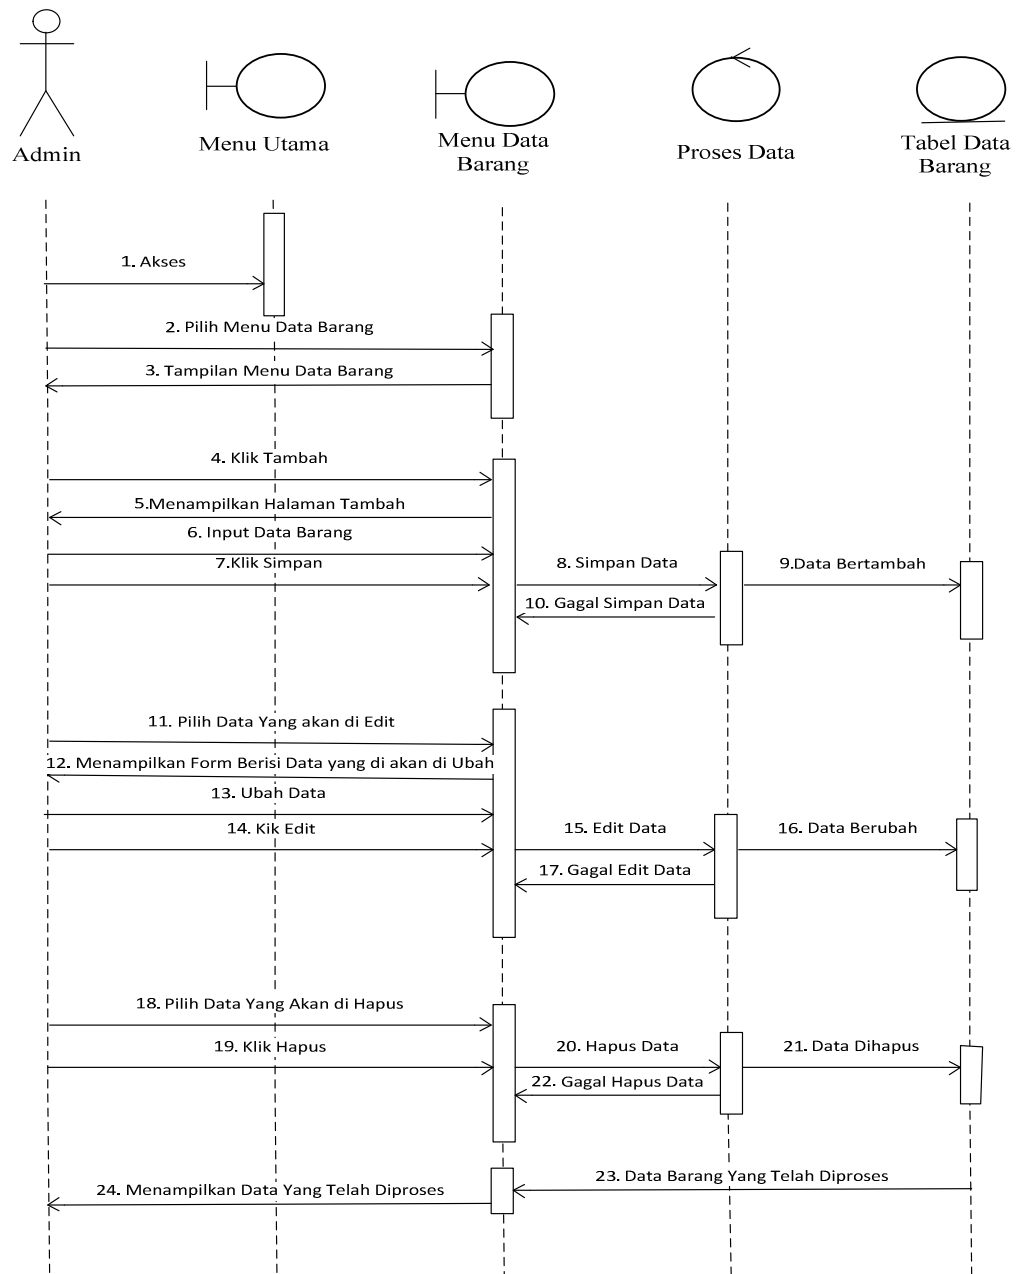 Admin
Menu Utama
Menu Data
Barang
Proses Data
Tabel Data
Barang
1. Akses
2. Pilih Menu Data Barang
3. Tampilan Menu Data Barang
4. Klik Tambah
5.Menampilkan Halaman Tambah
6. Input Data Barang
7.Klik Simpan
8. Simpan Data
9.Data Bertambah
10. Gagal Simpan Data
11. Pilih Data Yang akan di Edit
12. Menampilkan Form Berisi Data yang di akan di Ubah
13. Ubah Data
14. Kik Edit
15. Edit Data
16. Data Berubah
17. Gagal Edit Data
18. Pilih Data Yang Akan di Hapus
19. Klik Hapus
20. Hapus Data
21. Data Dihapus
22. Gagal Hapus Data
23. Data Barang Yang Telah Diproses
24. Menampilkan Data Yang Telah Diproses